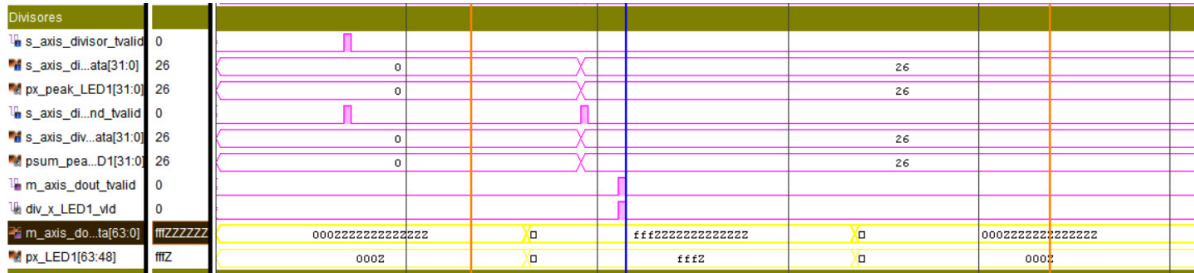 Divisores
s_axis_divisor_tvalid 0
s_axis_di...ata[31:0] 26 0 26
px_peak_LED1[31:0] 26 0 26
s_axis_di...nd_tvalid 0
s_axis_div...ata[31:0] 26 0 26
psum_pea...D1[31:0] 26 0 26
m_axis_dout_tvalid 0
div_x_LED1_vld 0
m_axis_do...ta[63:0] fffZZZZZZ 000ZZZZZZZZZZZZZ fffZZZZZZZZZZZZZ 000ZZZZZZZZZZZZZ
px_LED1[63:48] fffZ 000Z fffZ 000Z